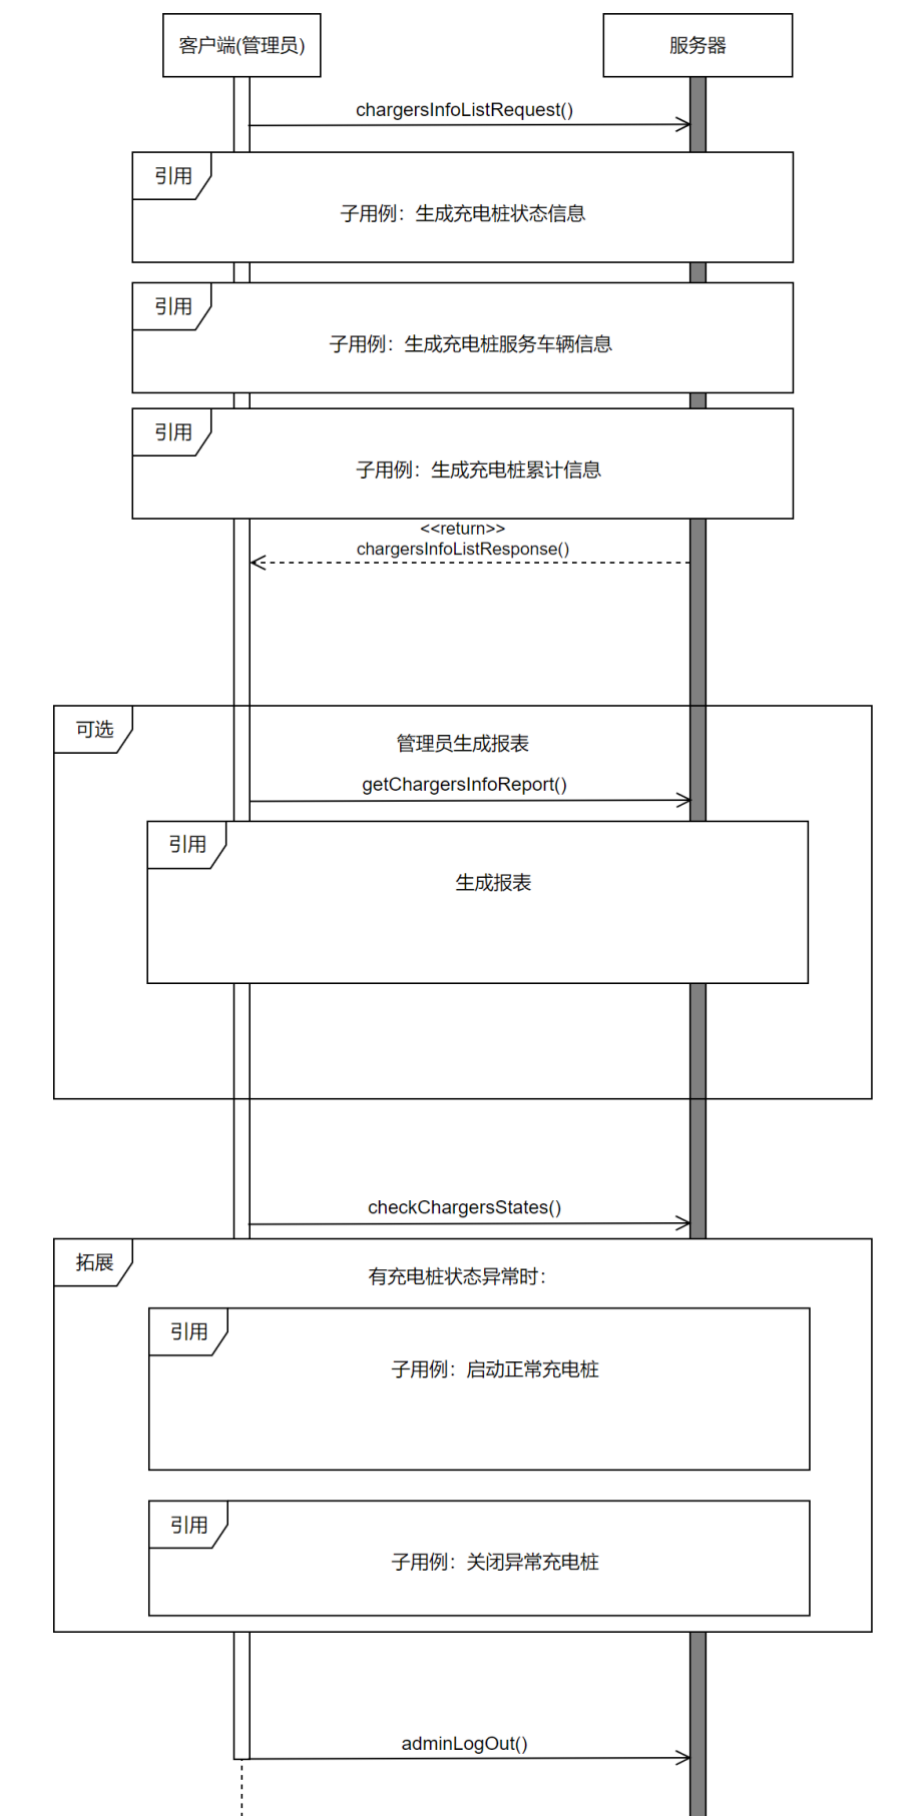 客户端(管理员)
服务器
chargersInfoListRequest()
引用
子用例：生成充电桩状态信息
引用
子用例：生成充电桩服务车辆信息
引用
子用例：生成充电桩累计信息
<<return>>
chargersInfoListResponse()
可选
管理员生成报表
getChargersInfoReport()
引用
生成报表
checkChargersStates()
拓展
有充电桩状态异常时：
引用
子用例：启动正常充电桩
引用
子用例：关闭异常充电桩
adminLogOut()